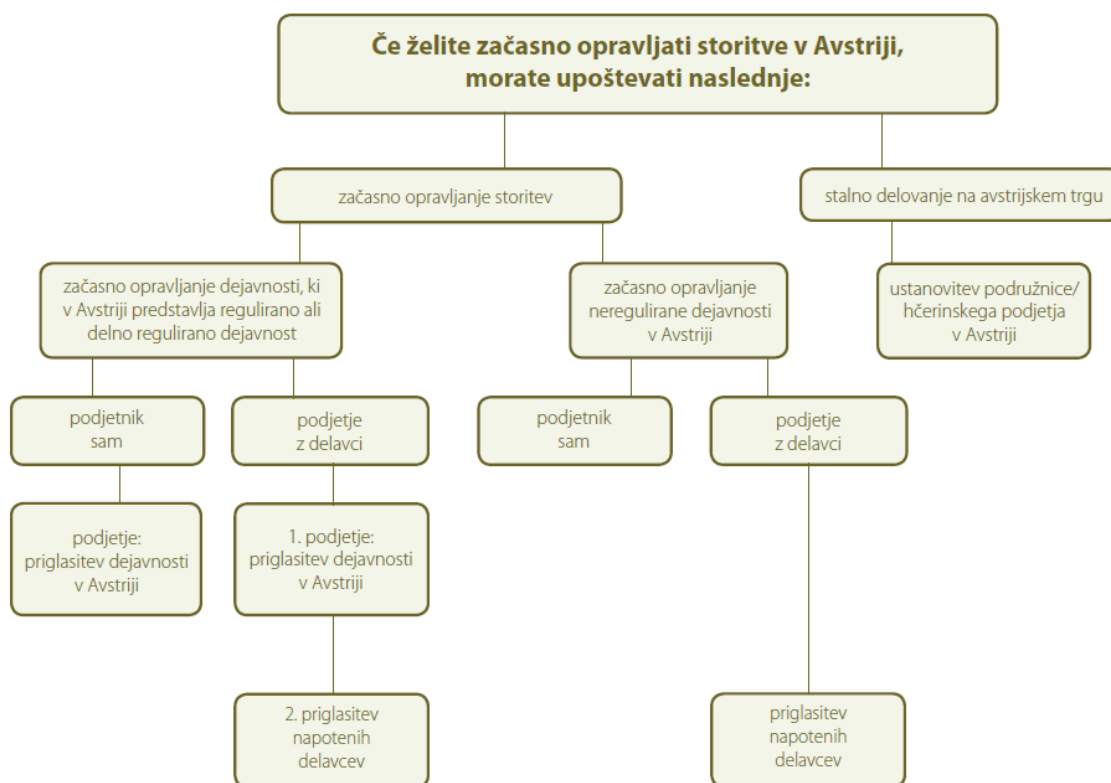 Če želite začasno opravljati storitve v Avstriji,
morate upoštevati naslednje:
začasno opravljanje storitev
stalno delovanje na avstrijskem trgu
začasno opravljanje dejavnosti, ki
v Avstriji predstavlja regulirano ali
delno regulirano dejavnost
začasno opravljanje
neregulirane dejavnosti
v Avstriji
ustanovitev podružnice/
hčerinskega podjetja
v Avstriji
podjetnik
sam
podjetje
z delavci
podjetnik
sam
podjetje
z delavci
podjetje:
priglasitev dejavnosti
v Avstriji
1. podjetje:
priglasitev dejavnosti
v Avstriji
2. priglasitev
napotenih
delavcev
priglasitev
napotenih
delavcev